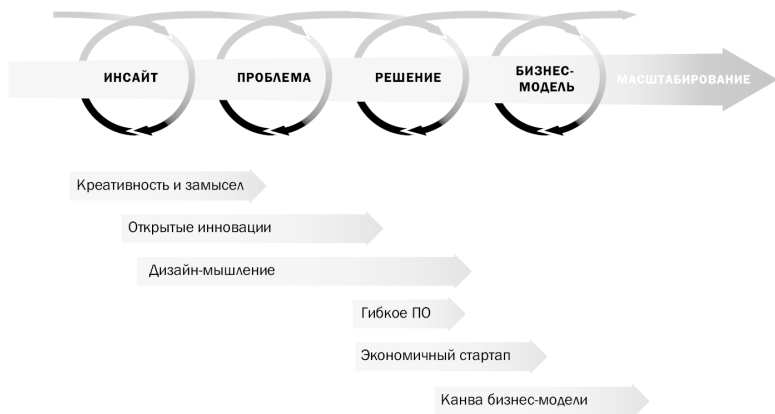 ИНСАЙТ
ПРОБЛЕМА
РЕШЕНИЕ
БИЗНЕС-
МОДЕЛЬ
МАСШТАБИРОВАНИЕ
Креативность и замысел
Открытые инновации
Дизайн-мышление
Гибкое ПО
Экономичный стартап
Канва бизнес-модели